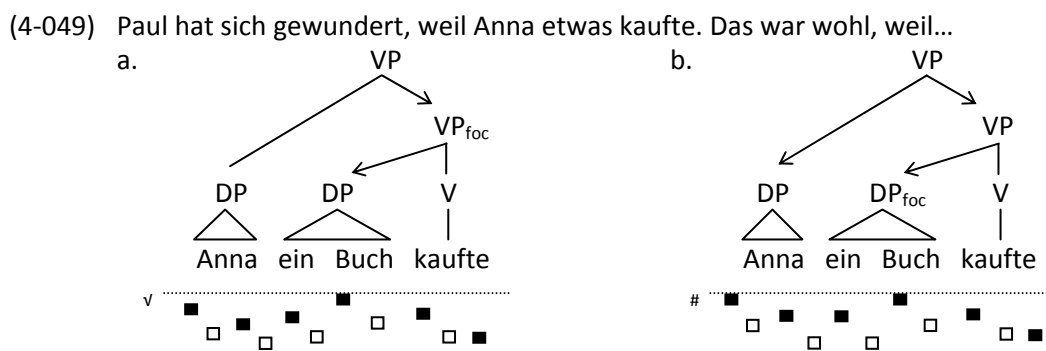 (4-049) Paul hat sich gewundert, weil Anna etwas kaufte. Das war wohl, weil…
a. VP b. VP
VPfoc VP
DP DP V DP DPfoc V
Anna ein Buch kaufte Anna ein Buch kaufte
√ #